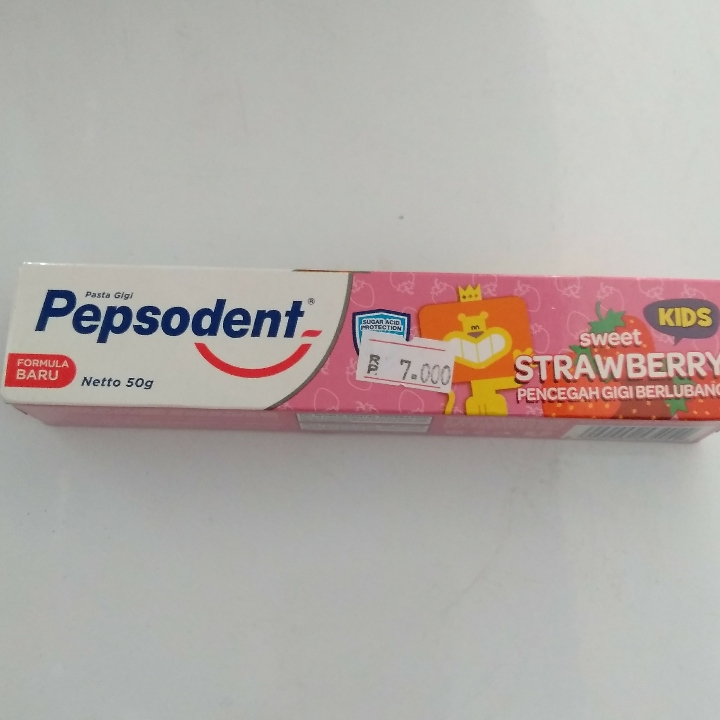 Pasta Gigi
Pepsodent®
FORMULA
BARU
Netto 50g
SUGAR ACID
PROTECTION
RP 7.000
KIDS
sweet
STRAWBERRY
PENCEGAH GIGI BERLUBANG